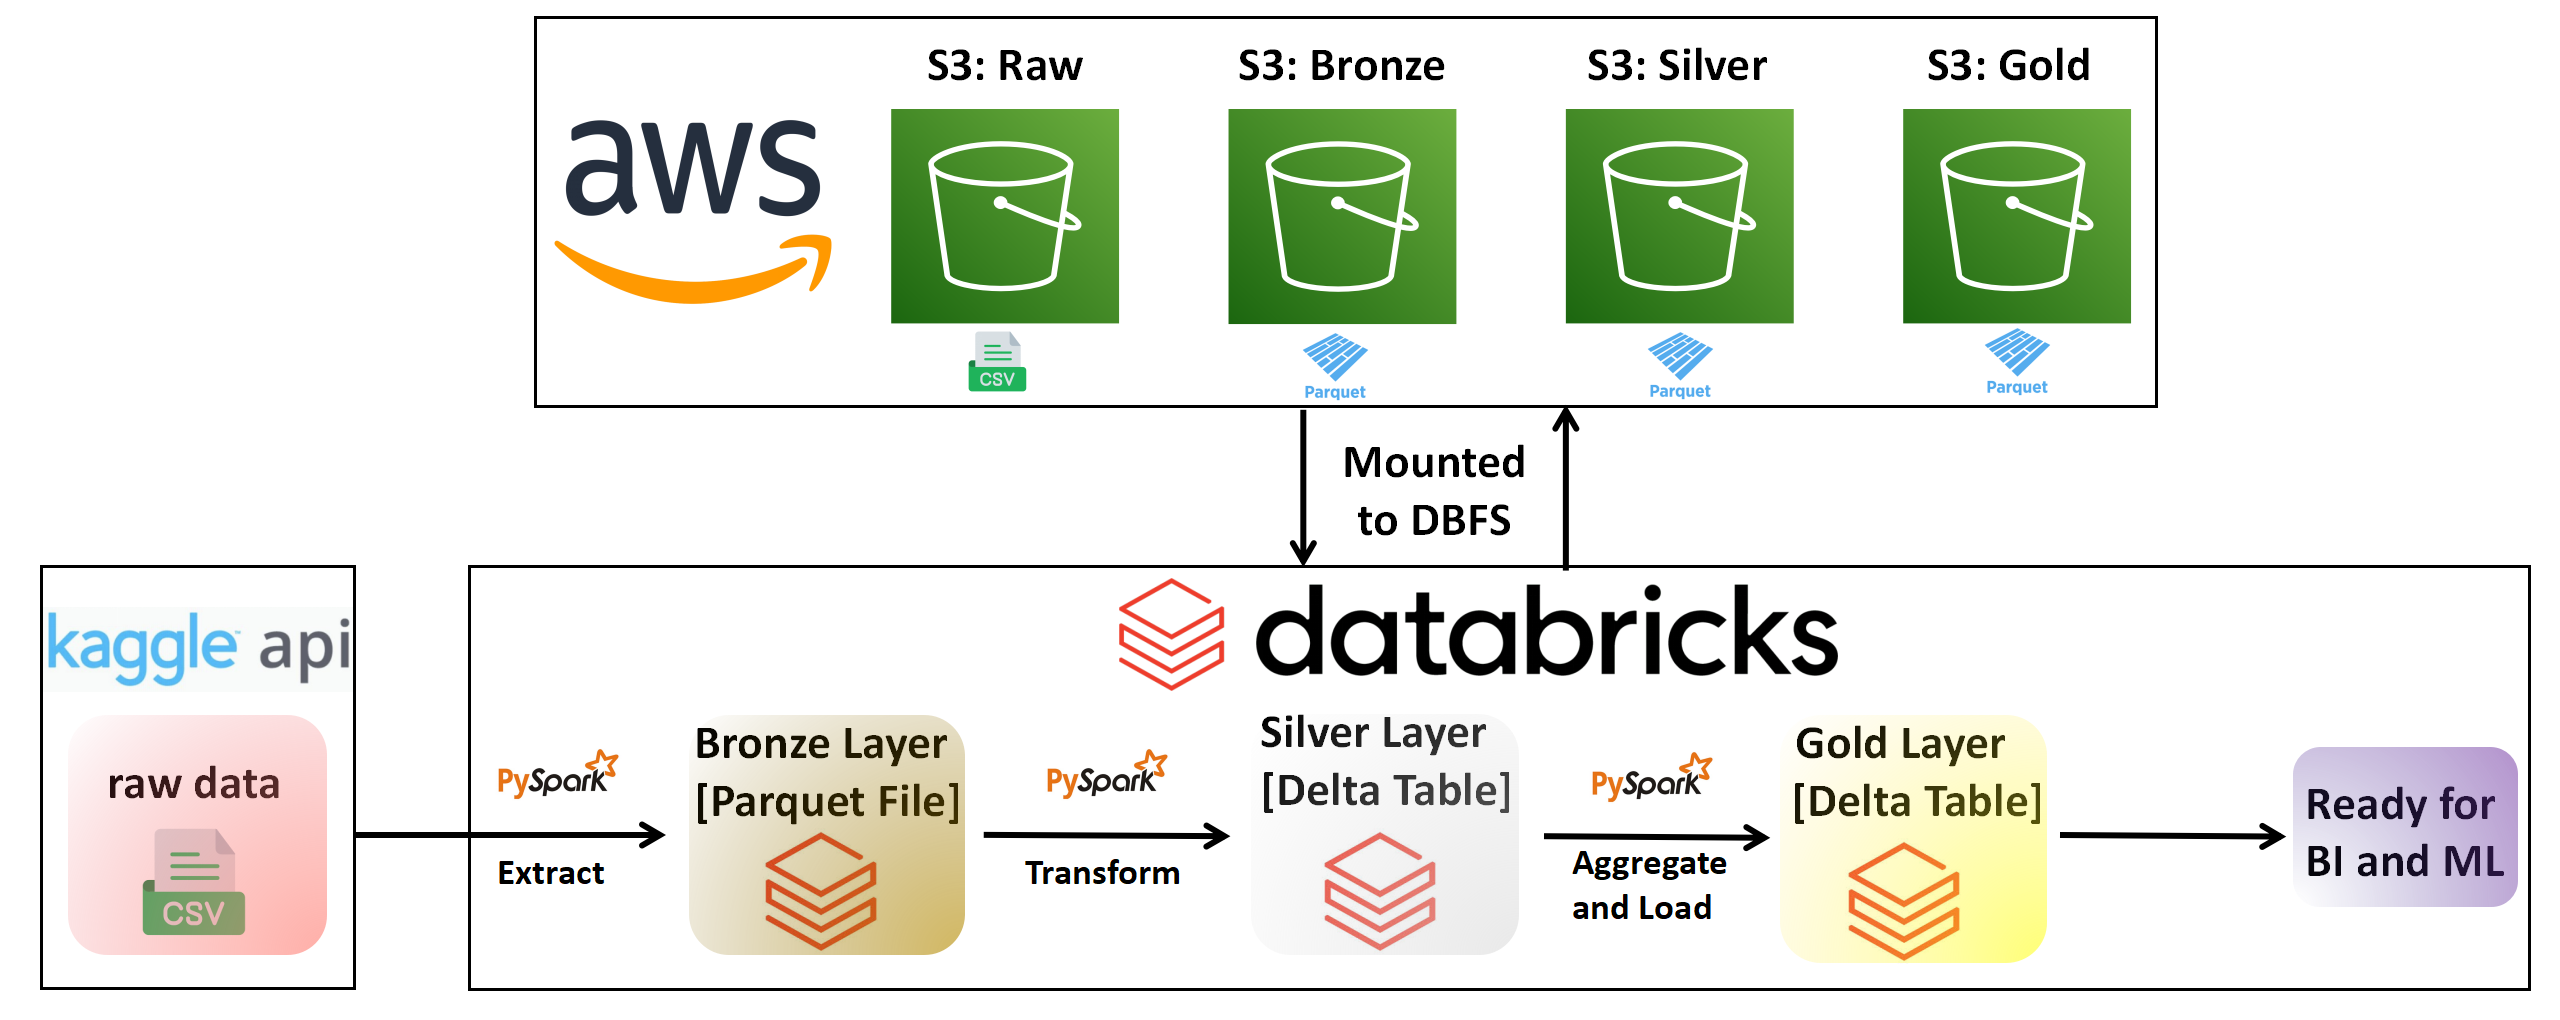 S3: Raw
S3: Bronze
S3: Silver
S3: Gold
aws
CSV
Parquet
Parquet
Parquet
Mounted
to DBFS
kaggle™ api
raw data
CSV
databricks
PySpark
Extract
Bronze Layer
[Parquet File]
PySpark
Transform
Silver Layer
[Delta Table]
PySpark
Aggregate
and Load
Gold Layer
[Delta Table]
Ready for
BI and ML